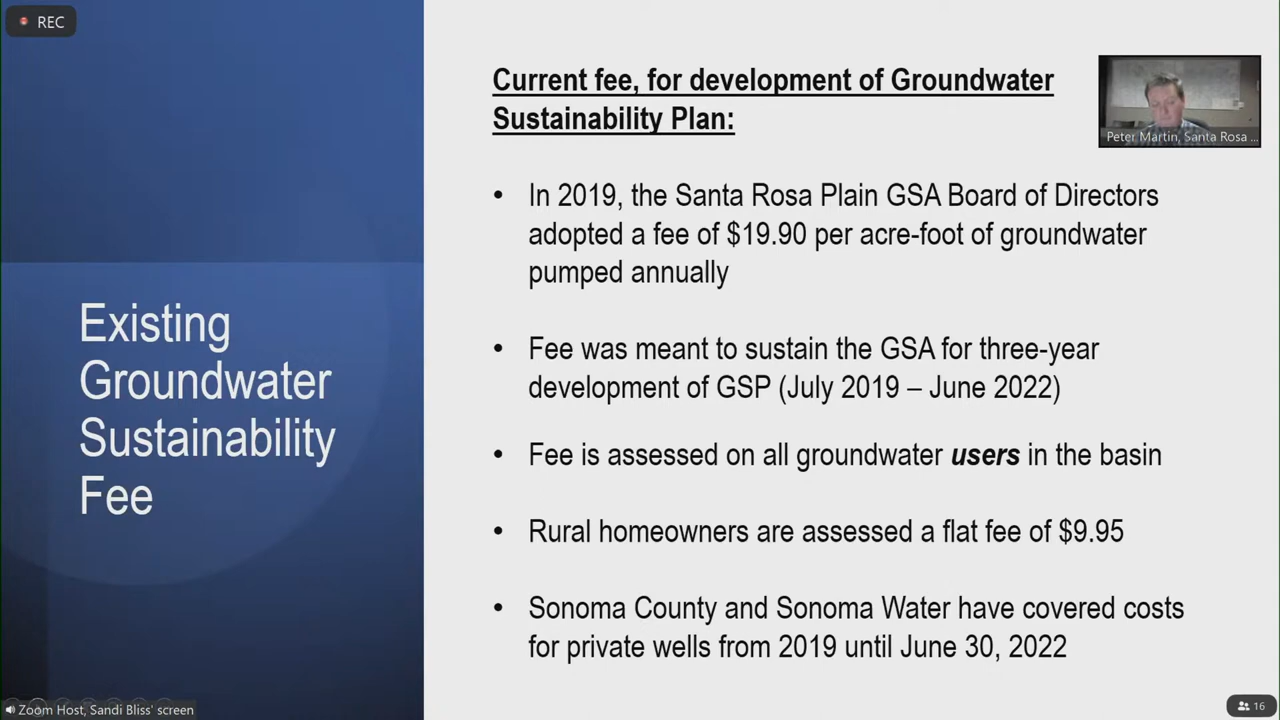 REC
Current fee, for development of Groundwater
Sustainability Plan:
Peter Martin, Santa Rosa ...
• In 2019, the Santa Rosa Plain GSA Board of Directors
adopted a fee of $19.90 per acre-foot of groundwater
pumped annually
Existing
Groundwater
Sustainability
Fee
• Fee was meant to sustain the GSA for three-year
development of GSP (July 2019 – June 2022)
• Fee is assessed on all groundwater users in the basin
• Rural homeowners are assessed a flat fee of $9.95
• Sonoma County and Sonoma Water have covered costs
for private wells from 2019 until June 30, 2022
Zoom Host, Sandi Bliss' screen
16